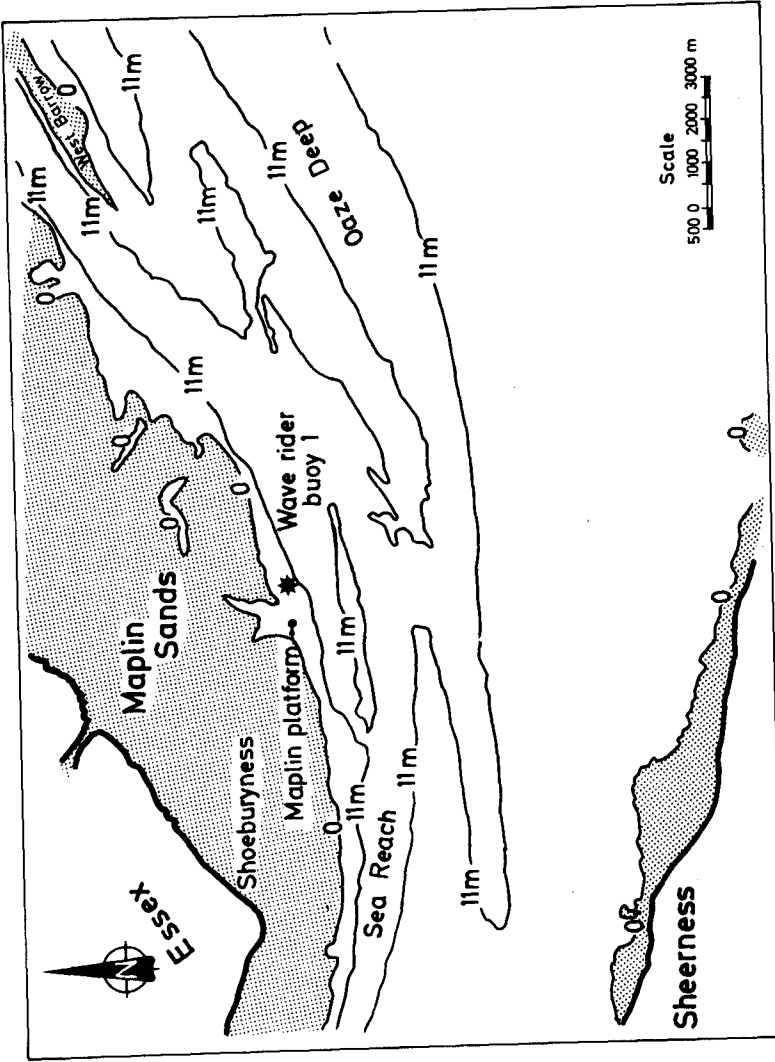 Essex
N
Shoeburyness
Maplin
Sands
0
0
0
0
0
West Barrow
0
11m
11m
11m
11m
11m
11m
Oaze Deep
11m
Wave rider
buoy 1
Maplin platform
11m
11m
11m
Sea Reach
11m
Scale
500 0 1000 2000 3000 m
0
0
0
Sheerness